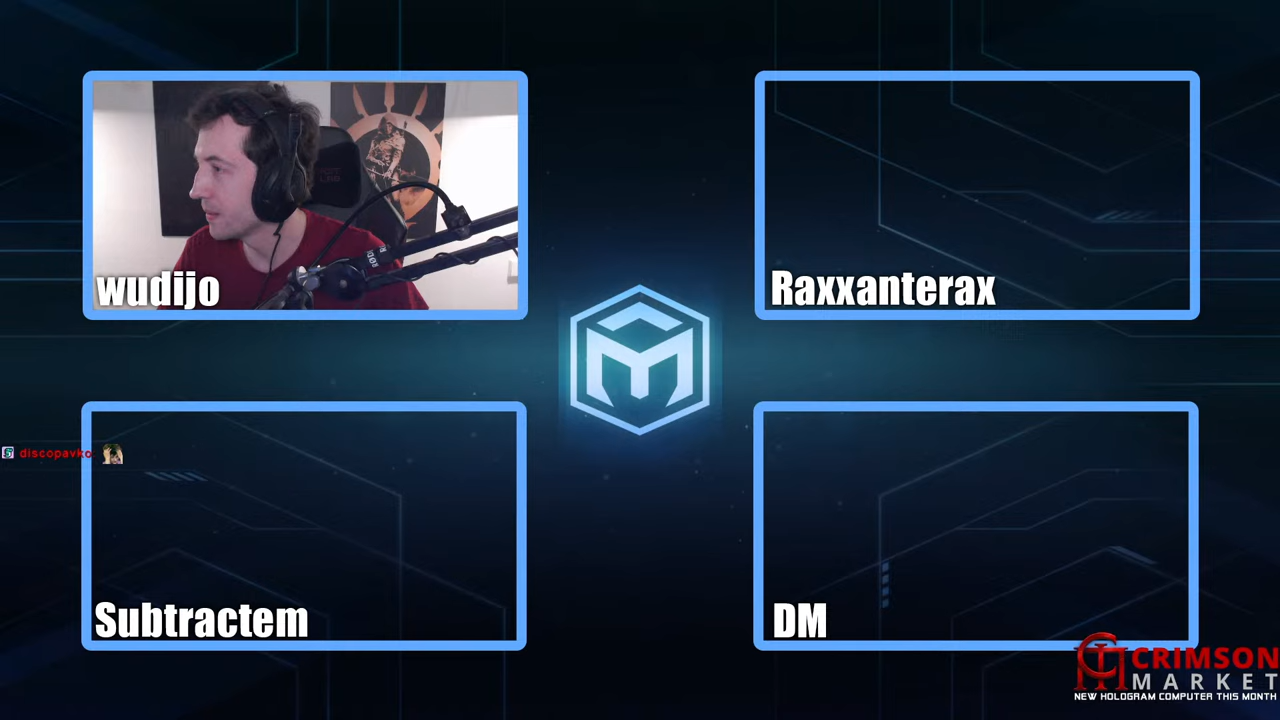 wudijo
Raxxanterax
discopavko
Subtractem
DM
CRIMSON
MARKET
NEW HOLOGRAM COMPUTER THIS MONTH